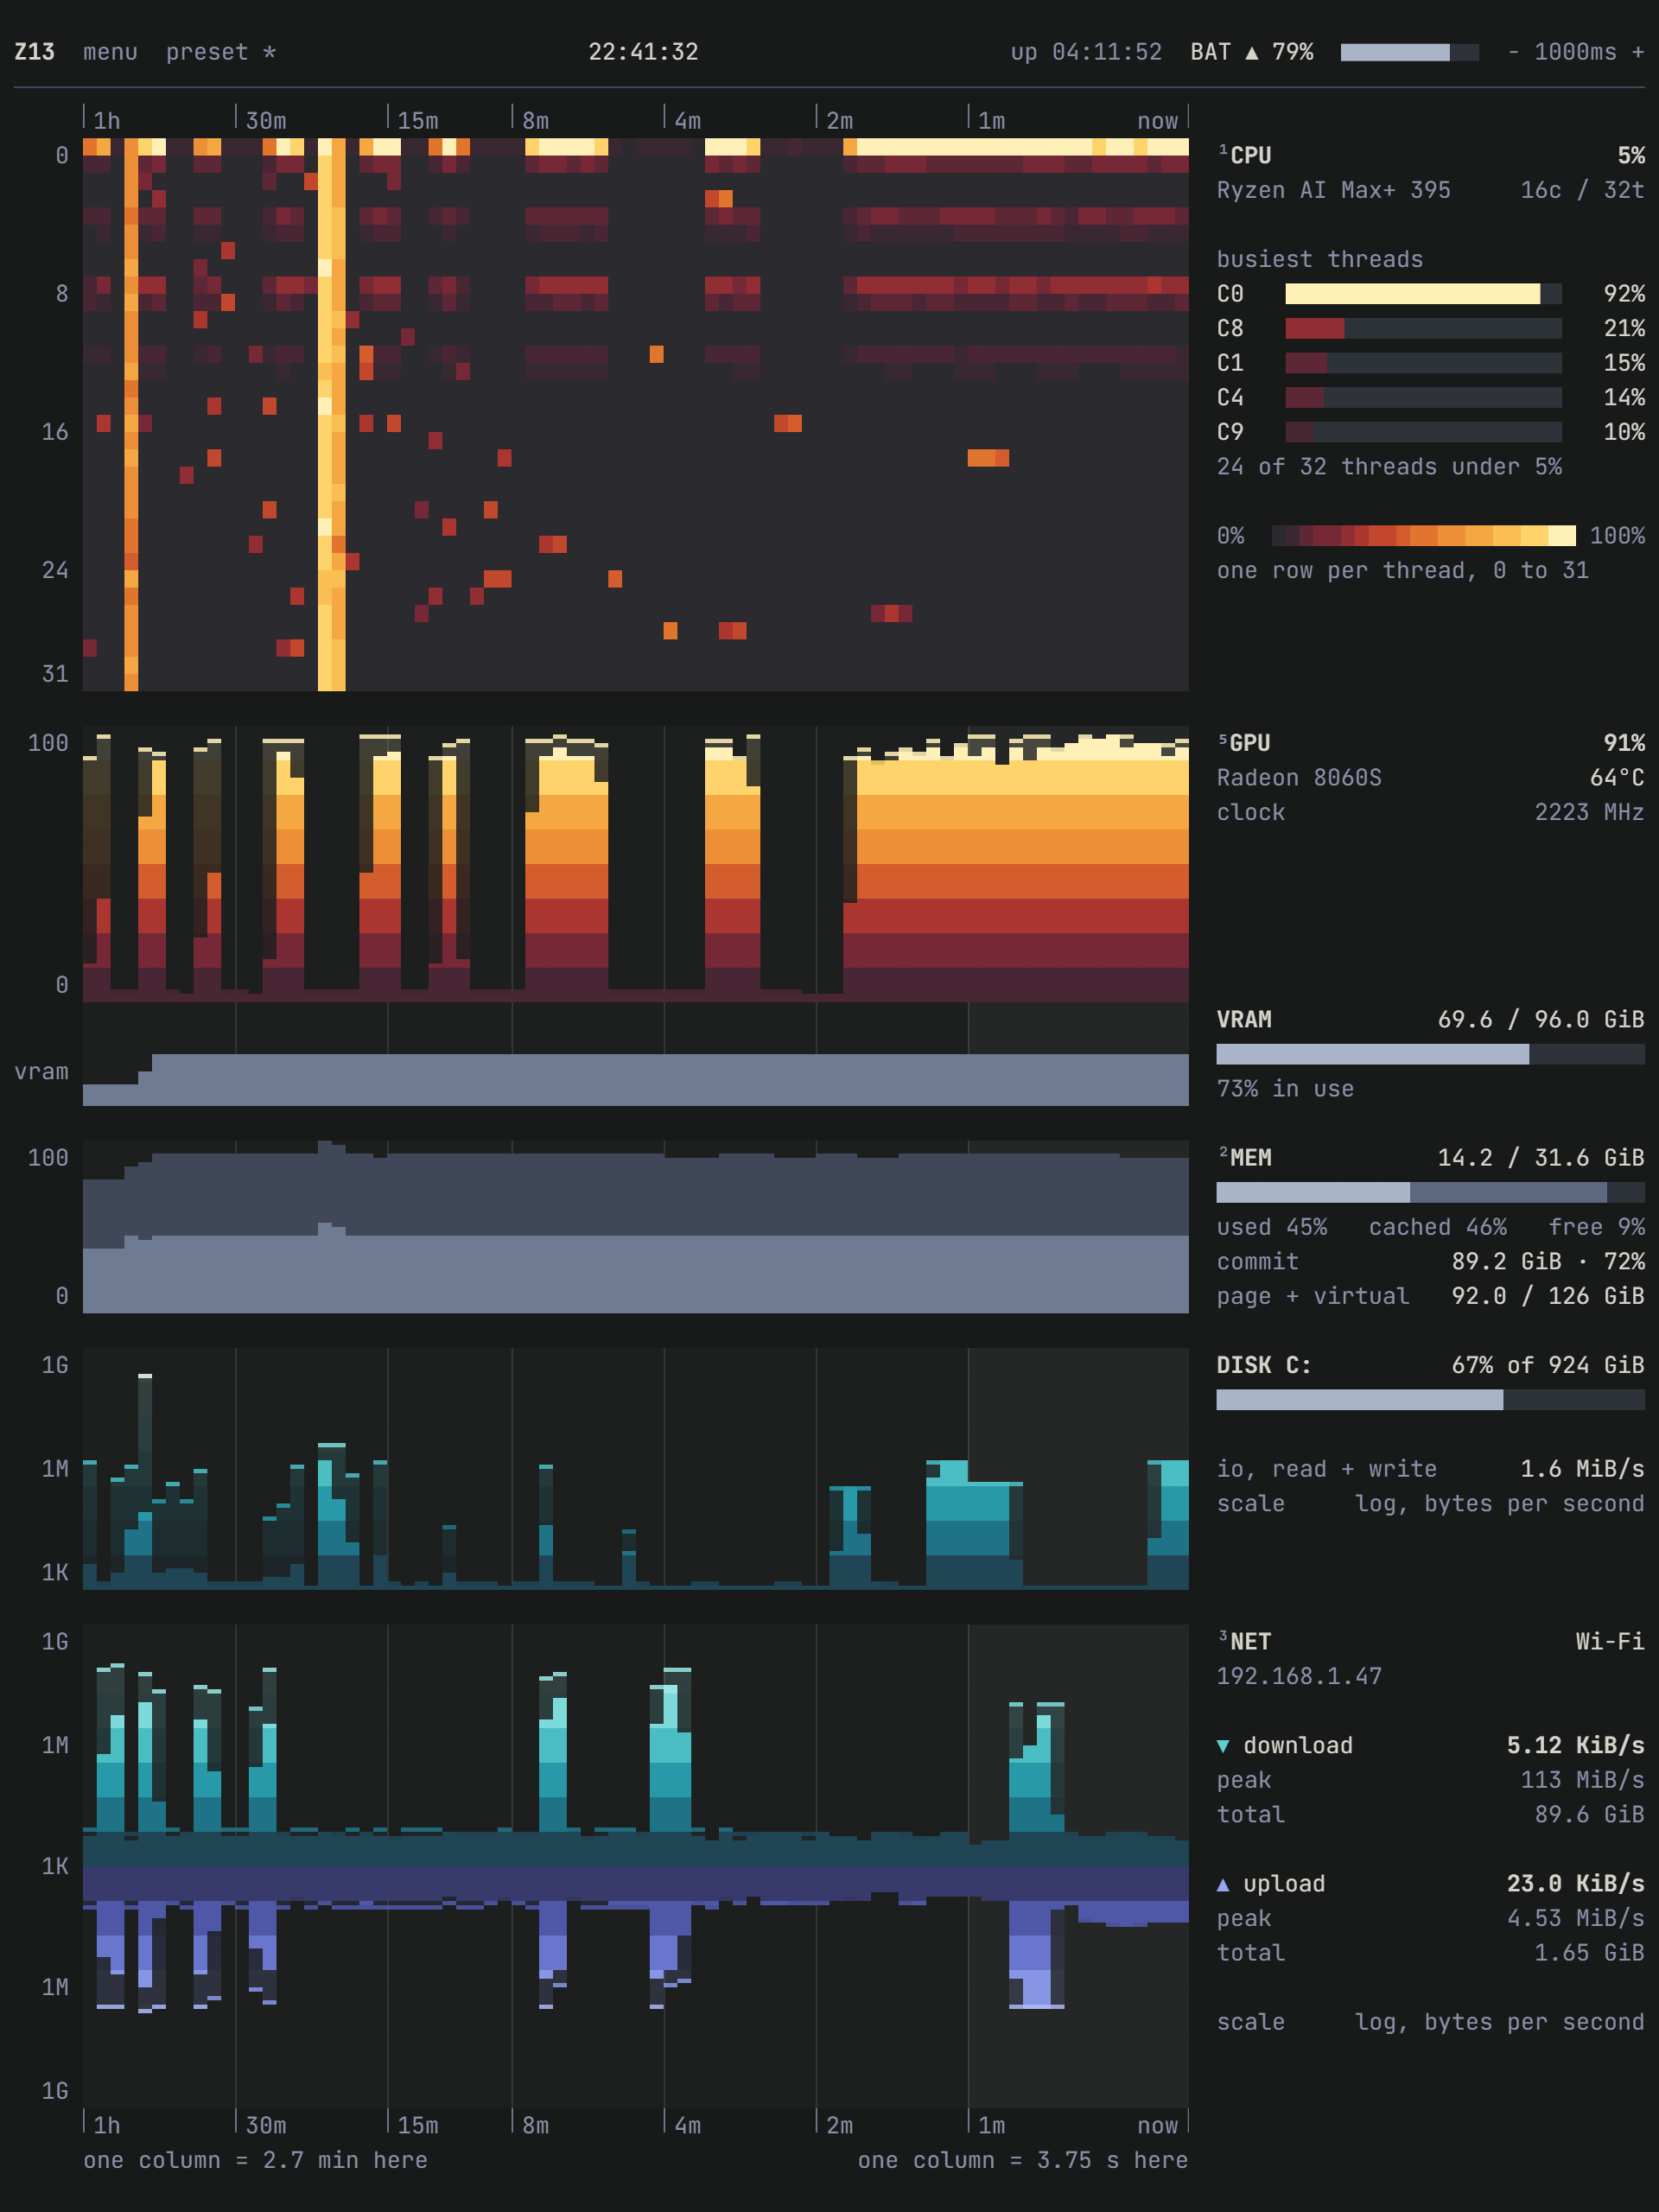 Z13 menu preset * 22:41:32 up 04:11:52 BAT ▲ 79% - 1000ms +
1h 30m 15m 8m 4m 2m 1m now
0
8
16
24
31
¹CPU 5%
Ryzen AI Max+ 395 16c / 32t
busiest threads
C0 92%
C8 21%
C1 15%
C4 14%
C9 10%
24 of 32 threads under 5%
0% 100%
one row per thread, 0 to 31
100
0
vram
⁵GPU 91%
Radeon 8060S 64°C
clock 2223 MHz
VRAM 69.6 / 96.0 GiB
73% in use
100
0
²MEM 14.2 / 31.6 GiB
used 45% cached 46% free 9%
commit 89.2 GiB · 72%
page + virtual 92.0 / 126 GiB
1G
1M
1K
DISK C: 67% of 924 GiB
io, read + write 1.6 MiB/s
scale log, bytes per second
1G
1M
1K
1M
1G
³NET Wi-Fi
192.168.1.47
▼ download 5.12 KiB/s
peak 113 MiB/s
total 89.6 GiB
▲ upload 23.0 KiB/s
peak 4.53 MiB/s
total 1.65 GiB
scale log, bytes per second
1h 30m 15m 8m 4m 2m 1m now
one column = 2.7 min here one column = 3.75 s here